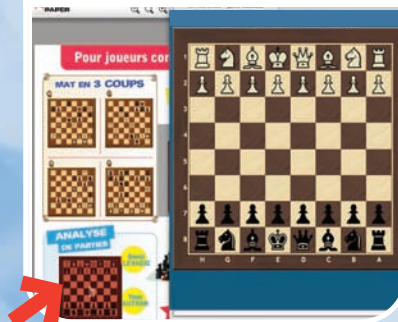 PAPER
Pour joueurs con
MAT EN 3 COUPS
ANALYSE
DE PARTIES
1
2
3
4
5
6
7
8
H G F E D C B A